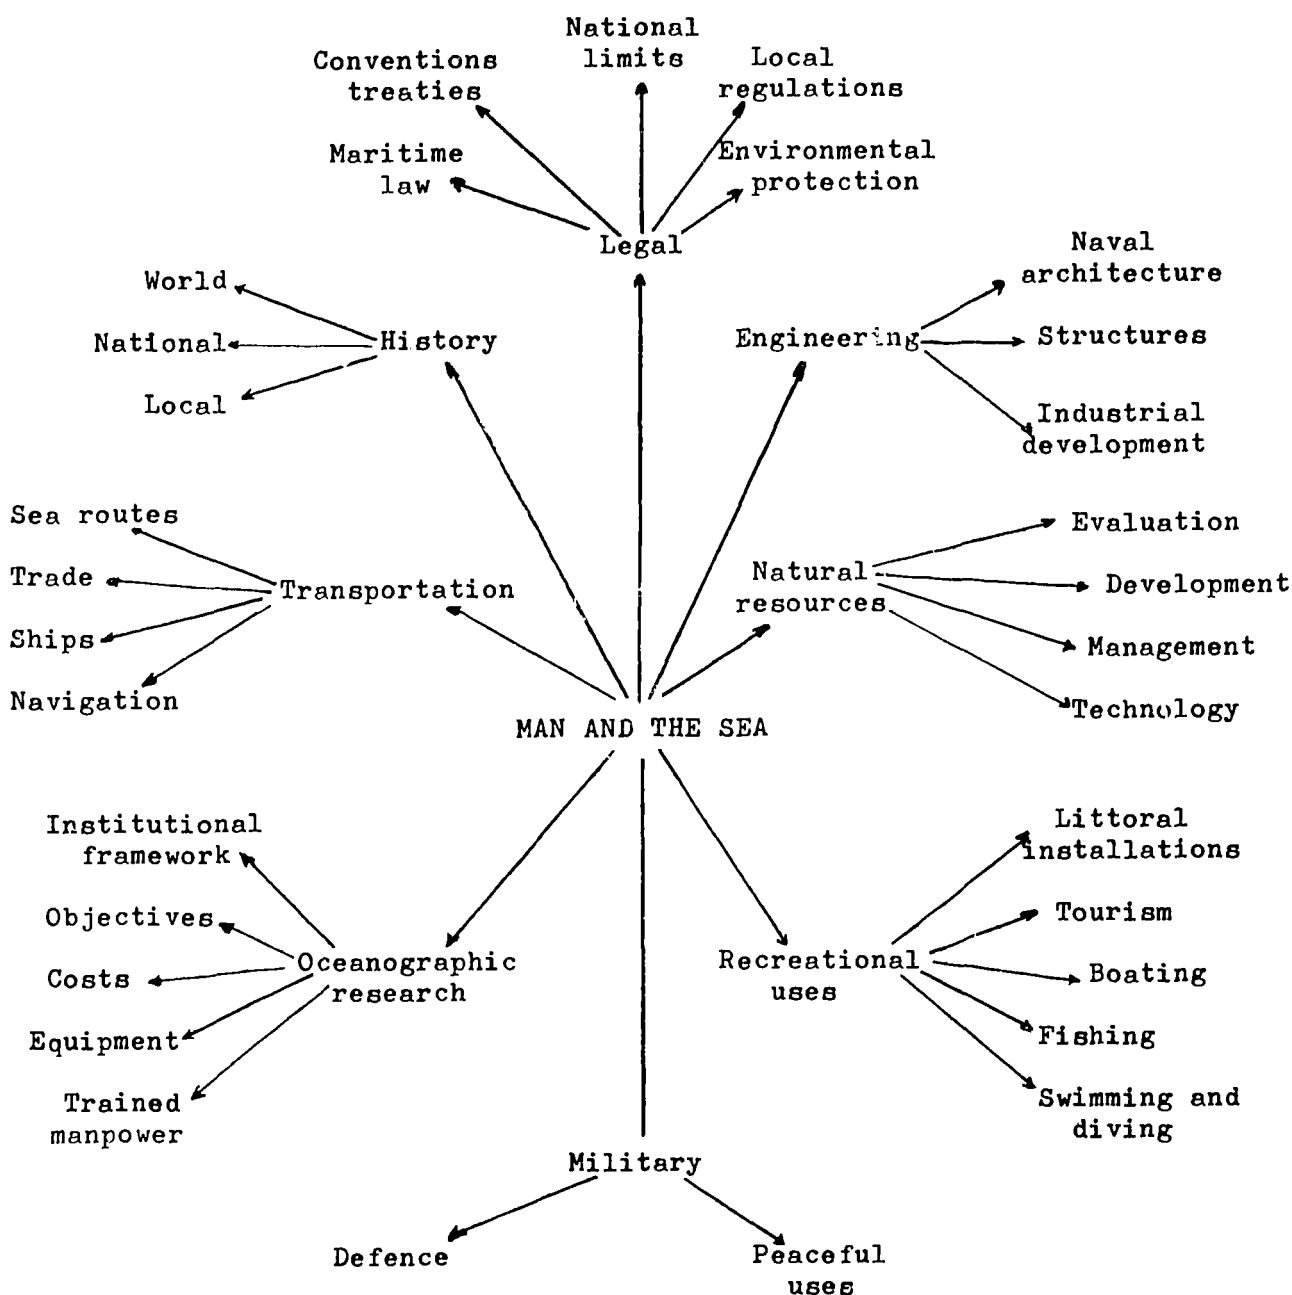 National
limits
Conventions
treaties
Local
regulations
Maritime
law
Environmental
protection
Legal
World
National
Local
History
Engineering
Naval
architecture
Structures
Industrial
development
Sea routes
Trade
Ships
Navigation
Transportation
Natural
resources
Evaluation
Development
Management
Technology
MAN AND THE SEA
Institutional
framework
Objectives
Costs
Equipment
Trained
manpower
Oceanographic
research
Recreational
uses
Littoral
installations
Tourism
Boating
Fishing
Swimming and
diving
Military
Defence
Peaceful
uses